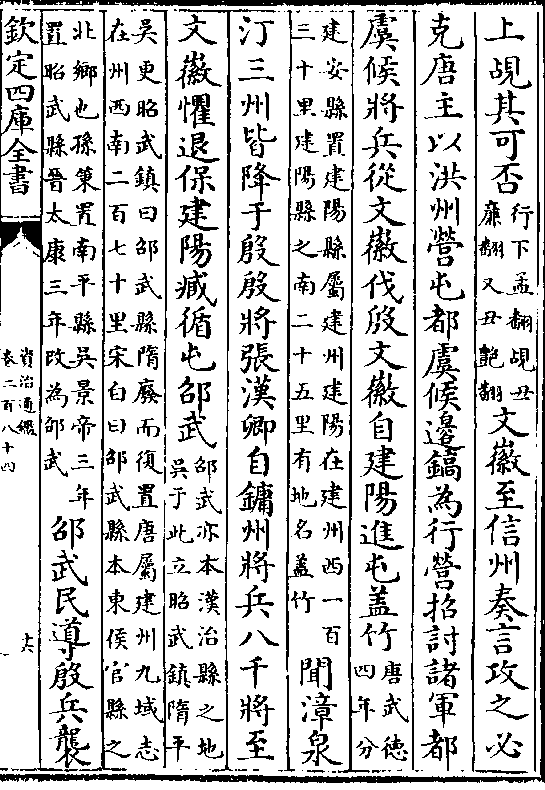 上覘其可否行下孟翻覘丑廉翻又丑艶翻文徽至信州奏言攻之必
克唐主以洪州營屯都虞候邊鎬為行營招討諸軍都
虞候將兵從文徽伐殷文徽自建陽進屯盖竹唐武徳四年分
建安縣置建陽縣屬建州建陽在建州西一百三十里建陽縣之南二十五里有地名盖竹聞漳泉
汀三州皆降于殷殷將張漢卿自鏞州將兵八千將至
文徽懼退保建陽臧循屯邵武邵武亦本漢治縣之地吳于此立昭武鎮隋平
吳更昭武鎮曰邵武縣隋廢而復置唐屬建州九域志在州西南二百七十里宋白曰邵武縣本東侯官縣之
北鄉也孫策置南平縣吳景帝三年置昭武縣晉太康三年改為邵武邵武民導殷兵襲
欽定四庫全書
資治通鑑
卷二百八十四
十六